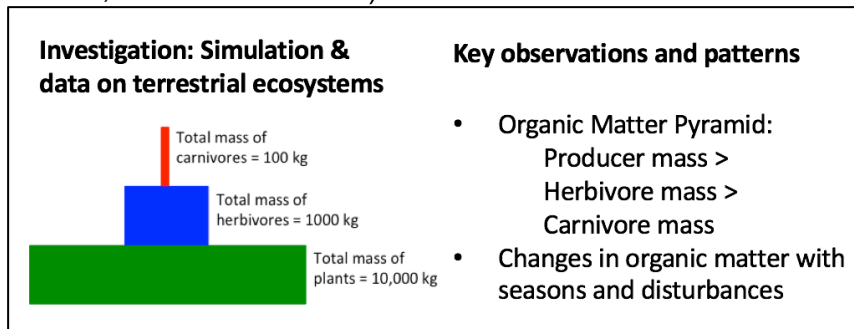 Investigation: Simulation &
data on terrestrial ecosystems
Total mass of
carnivores = 100 kg
Total mass of
herbivores = 1000 kg
Total mass of
plants = 10,000 kg
Key observations and patterns
• Organic Matter Pyramid:
Producer mass >
Herbivore mass >
Carnivore mass
• Changes in organic matter with
seasons and disturbances